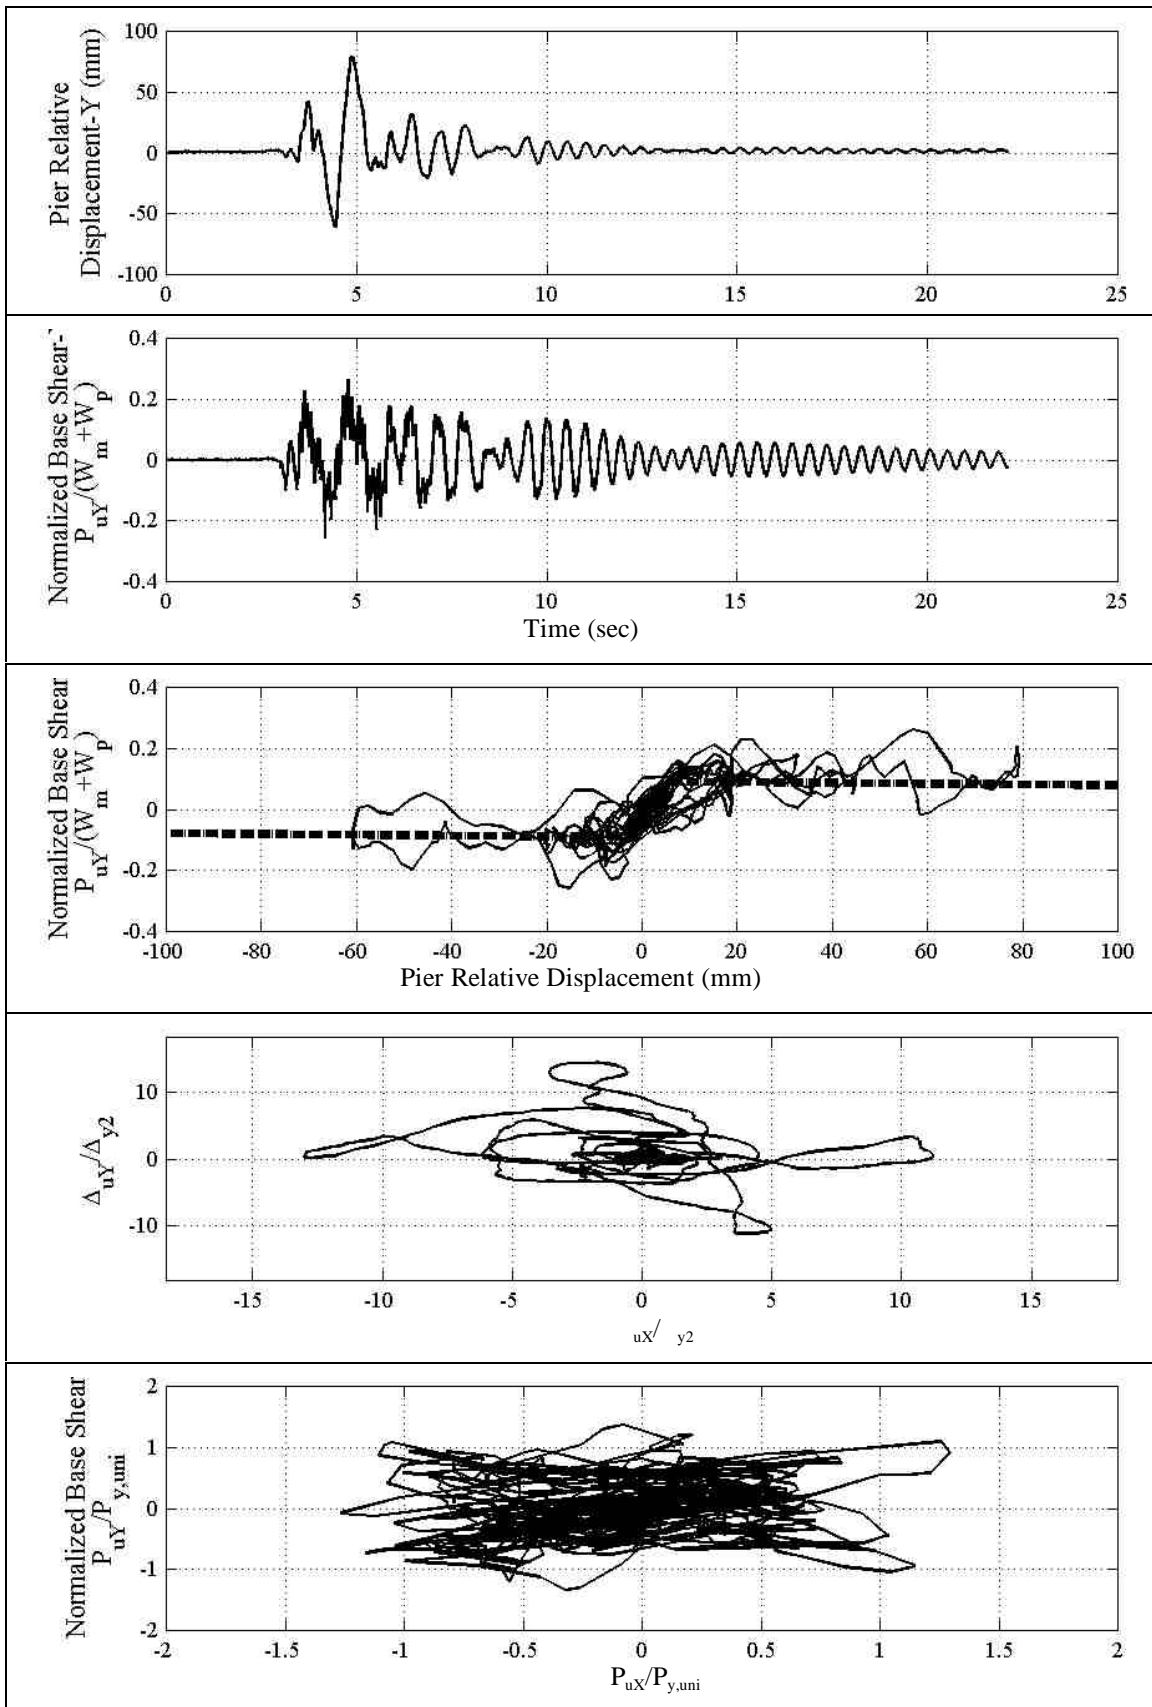 Pier Relative
Displacement-Y (mm)
100
50
0
-50
-100
0 5 10 15 20 25
Normalized Base Shear-
P_uY/(W_m+W_p)
0.4
0.2
0
-0.2
-0.4
0 5 10 15 20 25
Time (sec)
Normalized Base Shear
P_uY/(W_m+W_p)
0.4
0.2
0
-0.2
-0.4
-100 -80 -60 -40 -20 0 20 40 60 80 100
Pier Relative Displacement (mm)
Δ_uY/Δ_y2
10
0
-10
-15 -10 -5 0 5 10 15
uX/ y2
Normalized Base Shear
P_uY/P_y,uni
2
1
0
-1
-2
-2 -1.5 -1 -0.5 0 0.5 1 1.5 2
P_uX/P_y,uni